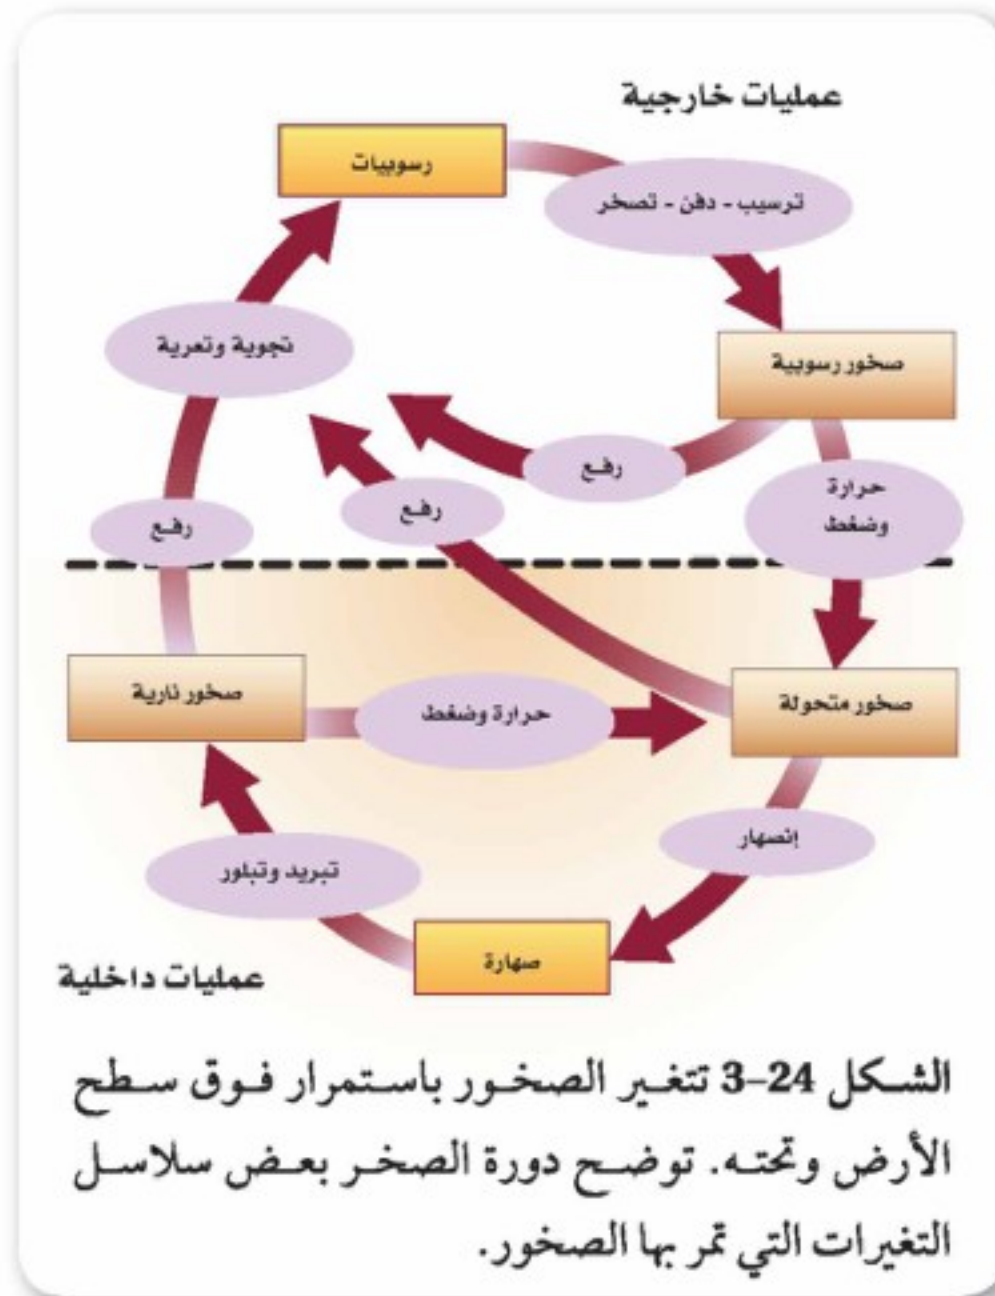 عمليات خارجية
رسوبيات
ترسيب - دفن - تصخر
تجوية وتعرية
صخور رسوبية
رفع
حرارة
وضغط
رفع
رفع
صخور نارية
حرارة وضغط
صخور متحولة
إنصهار
تبريد وتبلور
صهارة
عمليات داخلية
الشكل 24-3 تتغير الصخور باستمرار فوق سطح
الأرض وتحته. توضح دورة الصخر بعض سلاسل
التغيرات التي تمر بها الصخور.